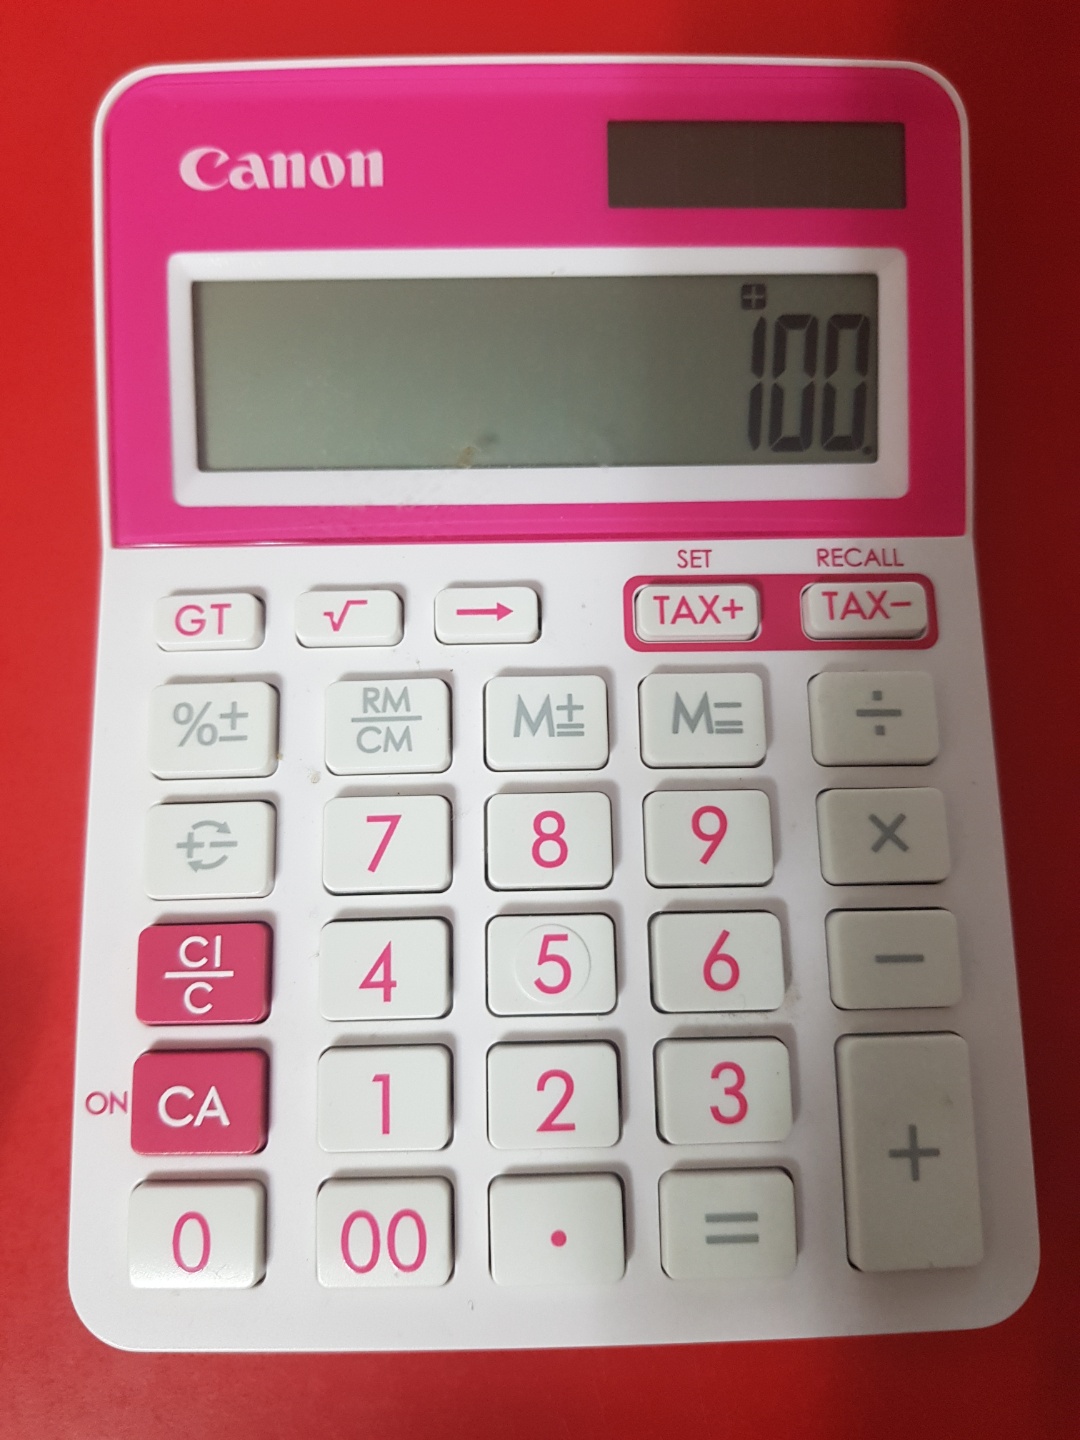 Canon
+
100.
SET RECALL
GT √ → TAX+ TAX−
%± RM/CM M± M= ÷
+− 7 8 9 ×
CI/C 4 5 6 −
ON CA 1 2 3 +
0 00 . =